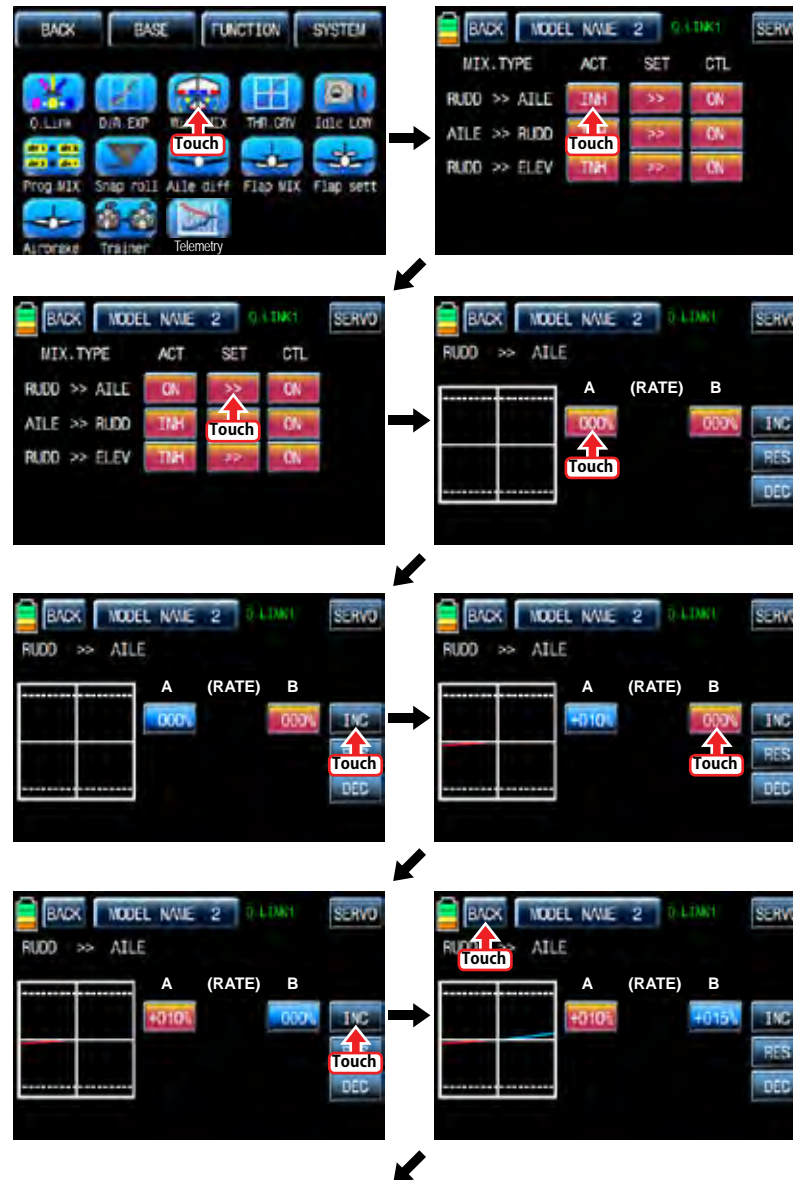 BACK BASE FUNCTION SYSTEM
Q.Link D/R,EXP MIX THR.CRV Idle LOW
Touch
Prog MIX Snap roll Aile diff Flap MIX Flap sett
Airbrake Trainer Telemetry
BACK MODEL NAME 2 Q.LINK1 SERVO
MIX.TYPE ACT SET CTL
RUDD >> AILE INH >> ON
Touch
AILE >> RUDD >> ON
RUDD >> ELEV INH >> ON
BACK MODEL NAME 2 Q.LINK1 SERVO
MIX.TYPE ACT SET CTL
RUDD >> AILE ON >> ON
Touch
AILE >> RUDD INH ON
RUDD >> ELEV INH >> ON
BACK MODEL NAME 2 Q.LINK1 SERVO
RUDD >> AILE
A (RATE) B
000% 000% INC
Touch
RES
DEC
BACK MODEL NAME 2 Q.LINK1 SERVO
RUDD >> AILE
A (RATE) B
000% 000% INC
Touch
DEC
BACK MODEL NAME 2 Q.LINK1 SERVO
RUDD >> AILE
A (RATE) B
+010% 000% INC
Touch
RES
DEC
BACK MODEL NAME 2 Q.LINK1 SERVO
RUDD >> AILE
A (RATE) B
+010% 000% INC
Touch
DEC
BACK MODEL NAME 2 Q.LINK1 SERVO
Touch
RUDD >> AILE
A (RATE) B
+010% +015% INC
RES
DEC